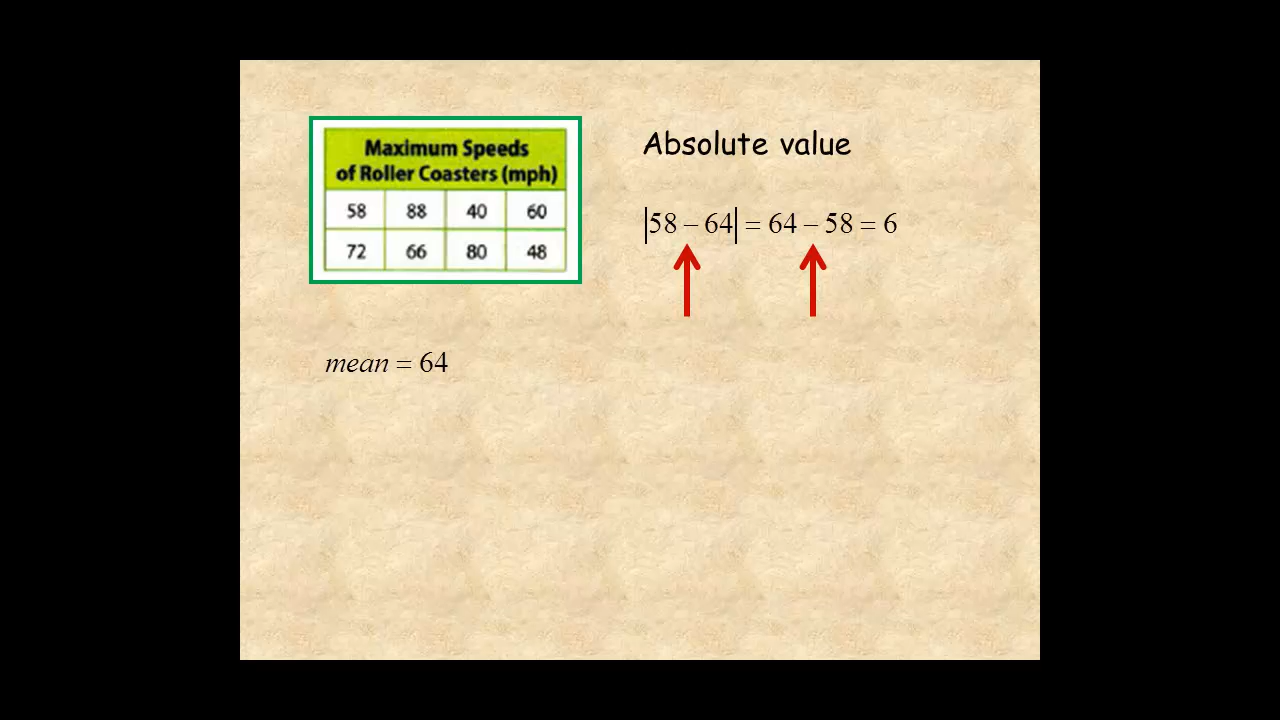 Maximum Speeds
of Roller Coasters (mph)
58 88 40 60
72 66 80 48
Absolute value
|58 – 64| = 64 – 58 = 6
mean = 64